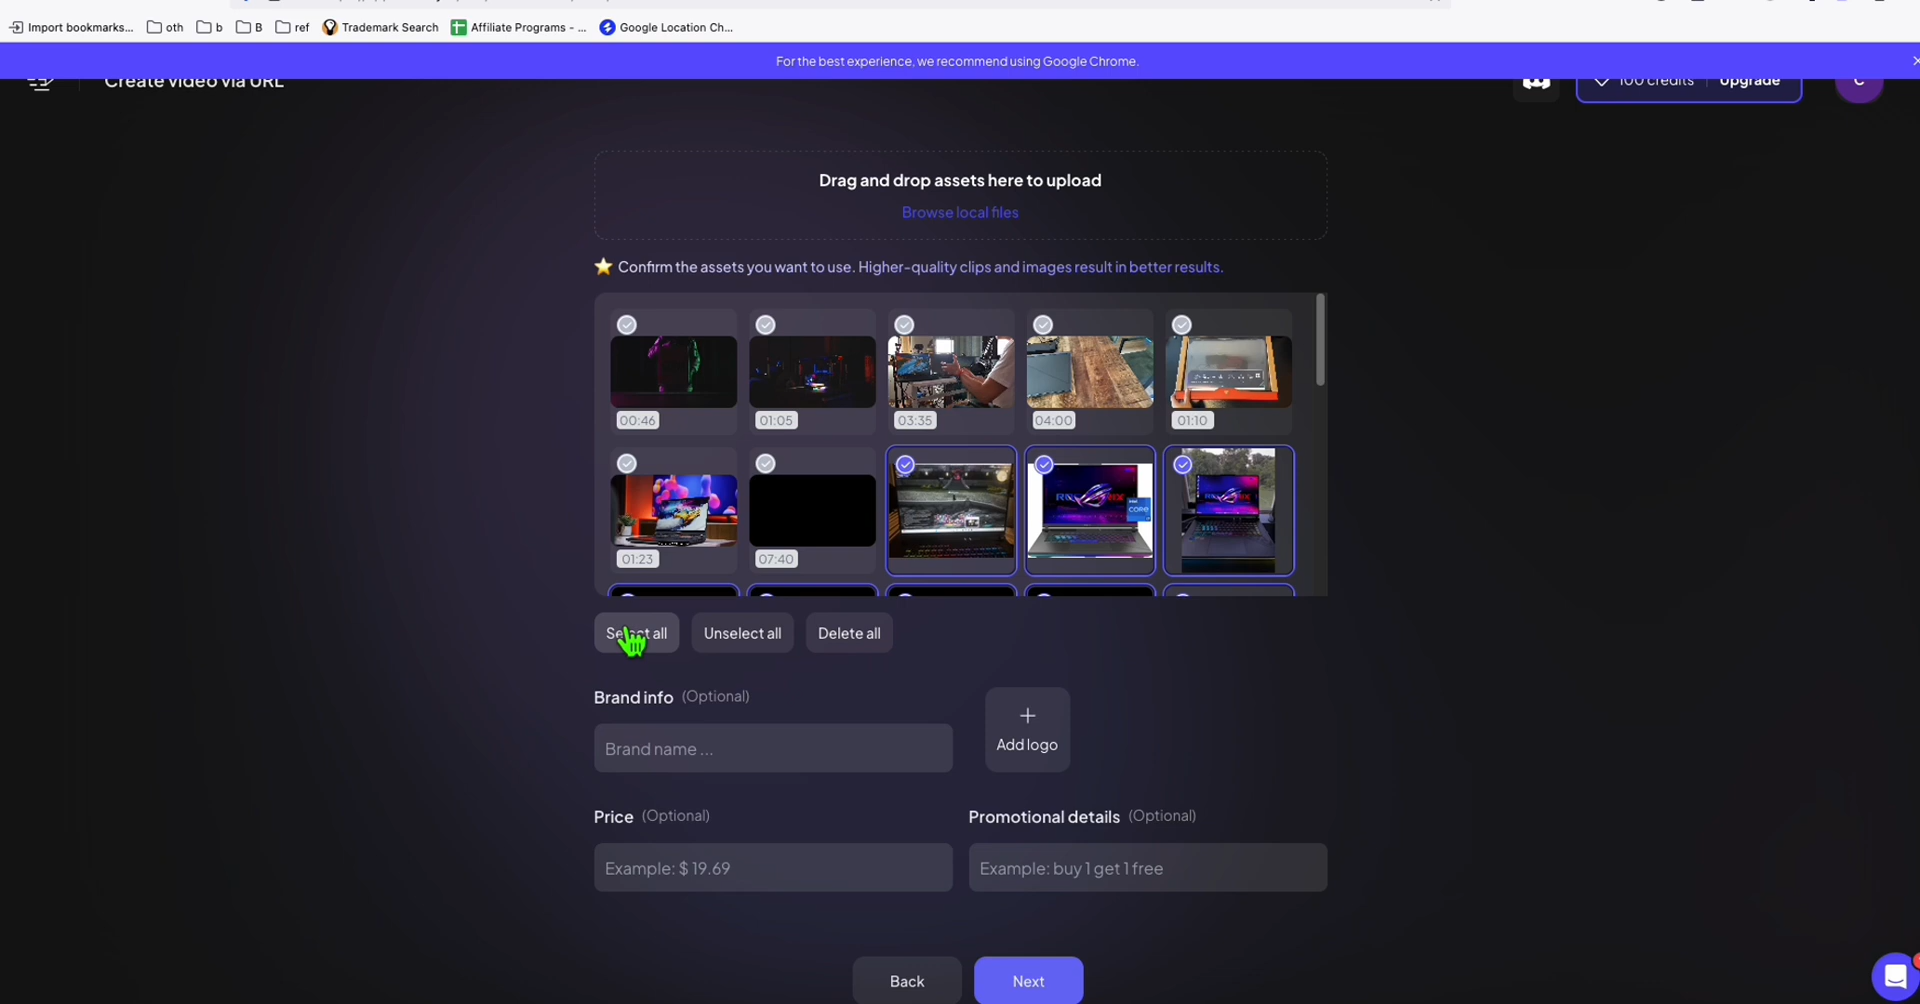 Import bookmarks...
oth
b
B
ref
Trademark Search
Affiliate Programs - ...
Google Location Ch...
For the best experience, we recommend using Google Chrome.
Create video via URL
100 credits
Upgrade
C
Drag and drop assets here to upload
Browse local files
Confirm the assets you want to use. Higher-quality clips and images result in better results.
00:46
01:05
03:35
04:00
01:10
01:23
07:40
CORE
Select all
Unselect all
Delete all
Brand info (Optional)
Brand name ...
Add logo
Price (Optional)
Promotional details (Optional)
Example: $ 19.69
Example: buy 1 get 1 free
Back
Next